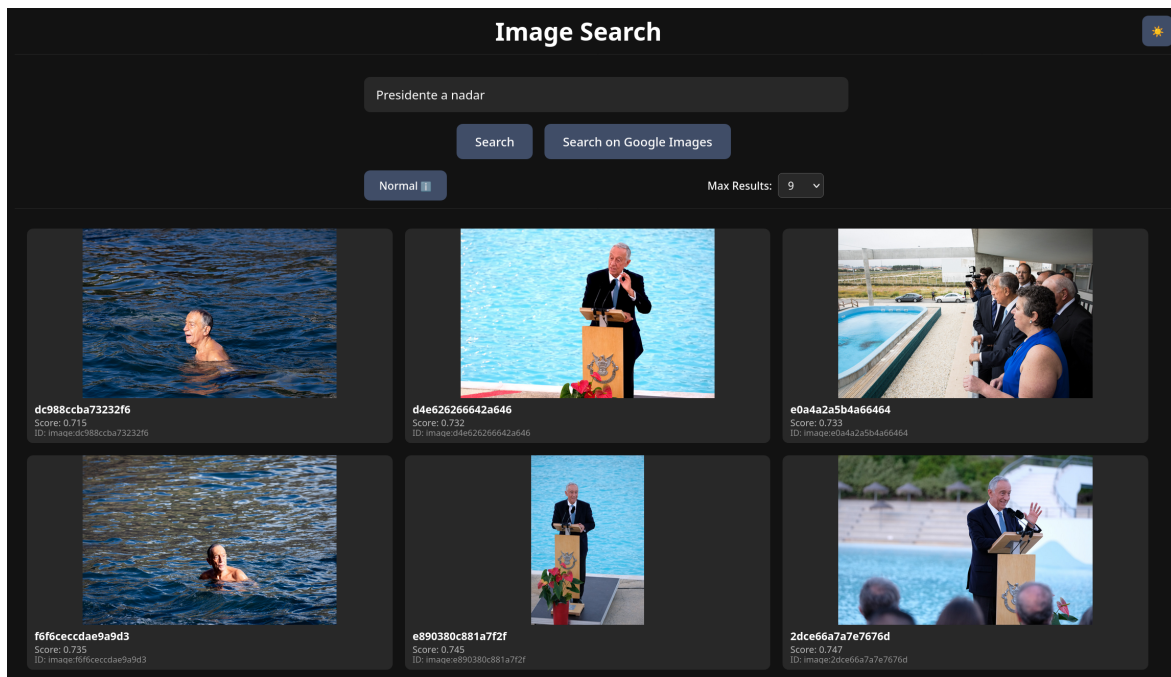 Image Search
Presidente a nadar
Search
Search on Google Images
Normal
Max Results:
9
dc988ccba73232f6
Score: 0.715
ID: image:dc988ccba73232f6
d4e626266642a646
Score: 0.732
ID: image:d4e626266642a646
e0a4a2a5b4a66464
Score: 0.733
ID: image:e0a4a2a5b4a66464
f6f6ceccdae9a9d3
Score: 0.735
ID: image:f6f6ceccdae9a9d3
e890380c881a7f2f
Score: 0.745
ID: image:e890380c881a7f2f
2dce66a7a7e7676d
Score: 0.747
ID: image:2dce66a7a7e7676d